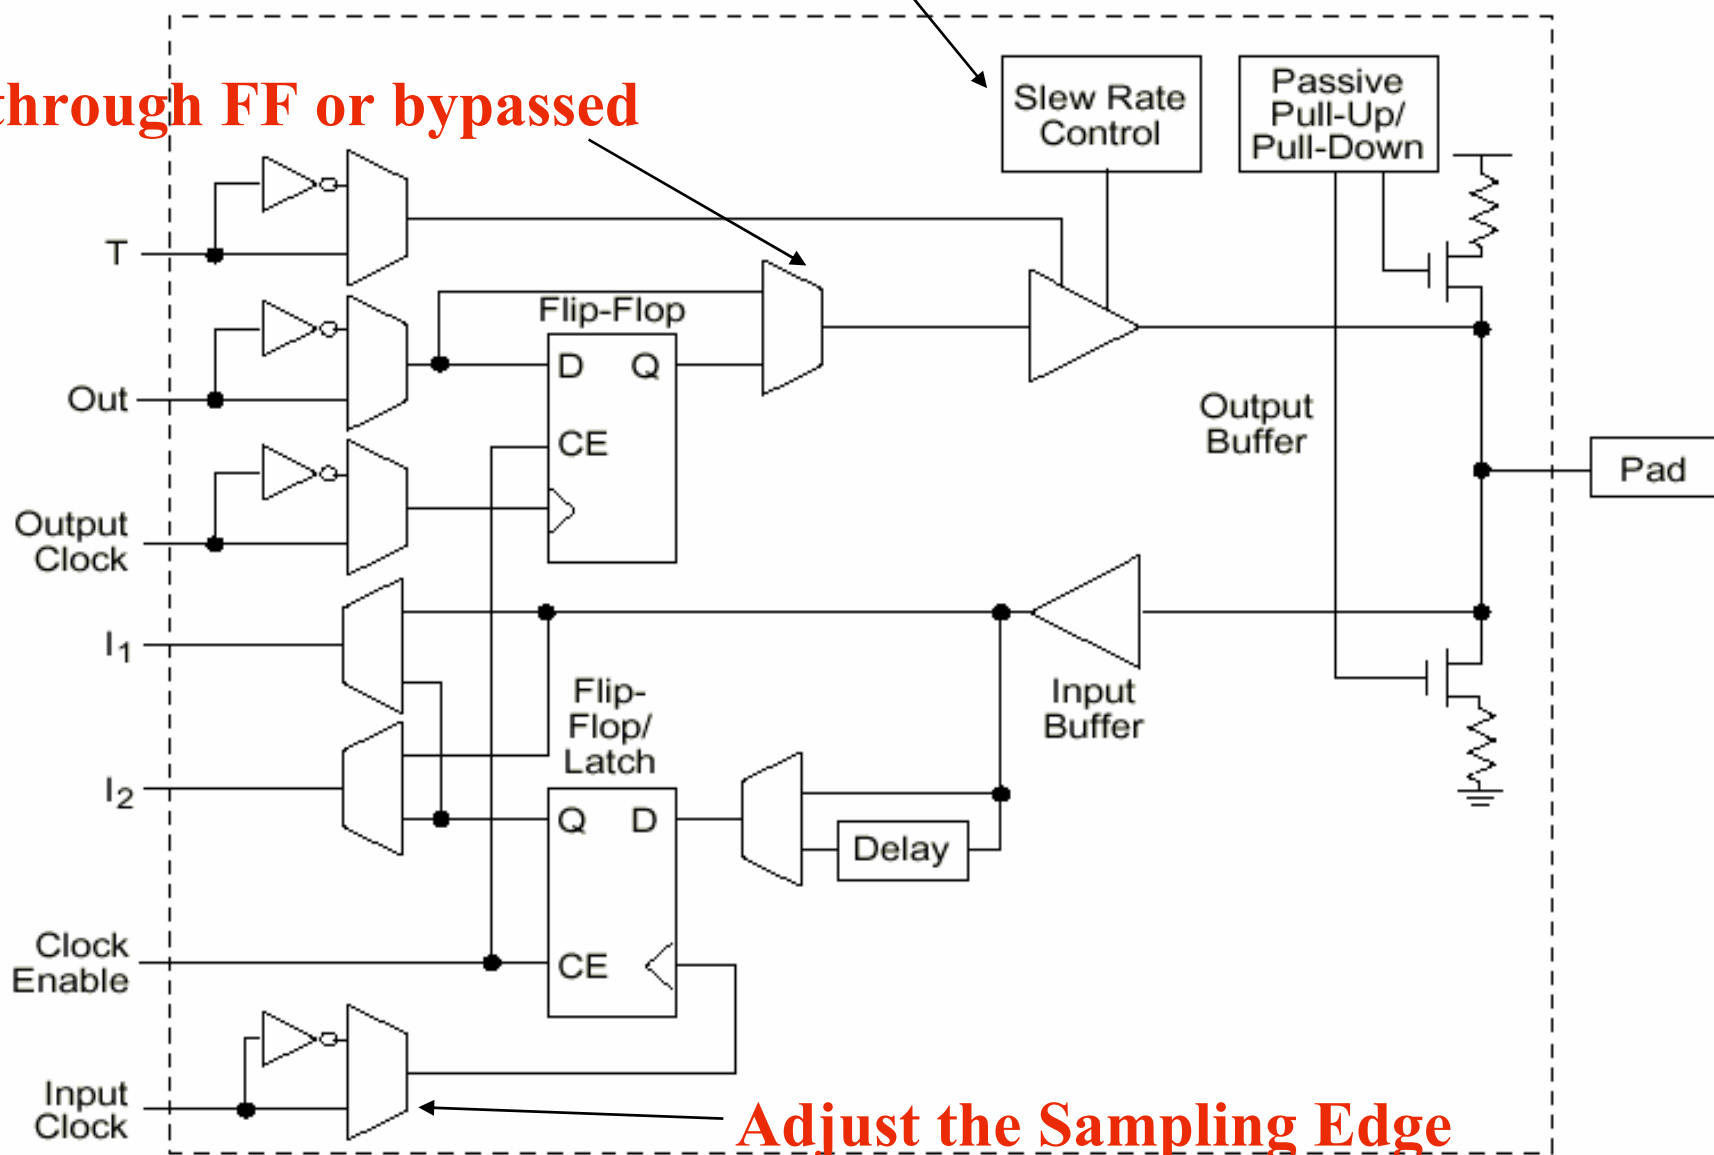 through FF or bypassed
Slew Rate
Control
Passive
Pull-Up/
Pull-Down
T
Flip-Flop
D Q
Out
CE
Output
Buffer
Pad
Output
Clock
I1
Flip-
Flop/
Latch
Input
Buffer
I2
Q D
Delay
Clock
Enable
CE
Input
Clock
Adjust the Sampling Edge